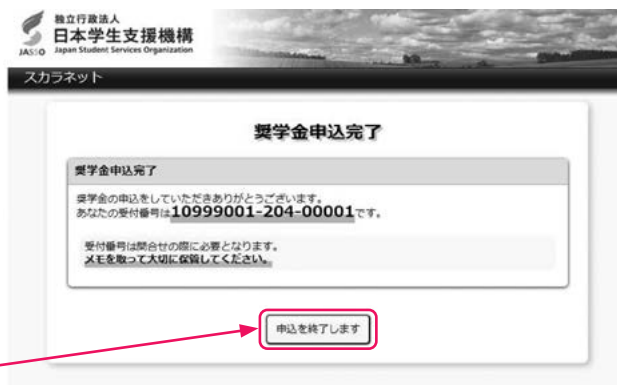 独立行政法人
日本学生支援機構
JASSO Japan Student Services Organization
スカラネット
奨学金申込完了
奨学金申込完了
奨学金の申込をしていただきありがとうございます。
あなたの受付番号は10999001-204-00001です。
受付番号は問合せの際に必要となります。
メモを取って大切に保管してください。
申込を終了します